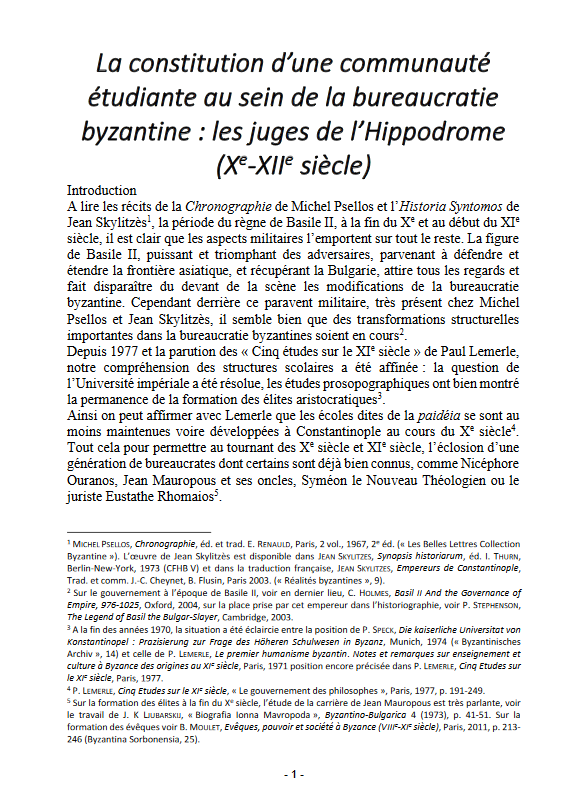 La constitution d’une communauté
étudiante au sein de la bureaucratie
byzantine : les juges de l’Hippodrome
(Xe-XIIe siècle)
Introduction
A lire les récits de la Chronographie de Michel Psellos et l’Historia Syntomos de
Jean Skylitzès1, la période du règne de Basile II, à la fin du Xe et au début du XIe
siècle, il est clair que les aspects militaires l’emportent sur tout le reste. La figure
de Basile II, puissant et triomphant des adversaires, parvenant à défendre et
étendre la frontière asiatique, et récupérant la Bulgarie, attire tous les regards et
fait disparaître du devant de la scène les modifications de la bureaucratie
byzantine. Cependant derrière ce paravent militaire, très présent chez Michel
Psellos et Jean Skylitzès, il semble bien que des transformations structurelles
importantes dans la bureaucratie byzantines soient en cours2.
Depuis 1977 et la parution des « Cinq études sur le XIe siècle » de Paul Lemerle,
notre compréhension des structures scolaires a été affinée : la question de
l’Université impériale a été résolue, les études prosopographiques ont bien montré
la permanence de la formation des élites aristocratiques3.
Ainsi on peut affirmer avec Lemerle que les écoles dites de la paidéia se sont au
moins maintenues voire développées à Constantinople au cours du Xe siècle4.
Tout cela pour permettre au tournant des Xe siècle et XIe siècle, l’éclosion d’une
génération de bureaucrates dont certains sont déjà bien connus, comme Nicéphore
Ouranos, Jean Mauropous et ses oncles, Syméon le Nouveau Théologien ou le
juriste Eustathe Rhomaios5.
1 MICHEL PSELLOS, Chronographie, éd. et trad. E. RENAULD, Paris, 2 vol., 1967, 2e éd. (« Les Belles Lettres Collection
Byzantine »). L’œuvre de Jean Skylitzès est disponible dans JEAN SKYLITZES, Synopsis historiarum, éd. I. THURN,
Berlin-New-York, 1973 (CFHB V) et dans la traduction française, JEAN SKYLITZES, Empereurs de Constantinople,
Trad. et comm. J.-C. Cheynet, B. Flusin, Paris 2003. (« Réalités byzantines », 9).
2 Sur le gouvernement à l’époque de Basile II, voir en dernier lieu, C. HOLMES, Basil II And the Governance of
Empire, 976-1025, Oxford, 2004, sur la place prise par cet empereur dans l’historiographie, voir P. STEPHENSON,
The Legend of Basil the Bulgar-Slayer, Cambridge, 2003.
3 A la fin des années 1970, la situation a été éclaircie entre la position de P. SPECK, Die kaiserliche Universitat von
Konstantinopel : Prazisierung zur Frage des Höheren Schulwesen in Byzanz, Munich, 1974 (« Byzantinisches
Archiv », 14) et celle de P. LEMERLE, Le premier humanisme byzantin. Notes et remarques sur enseignement et
culture à Byzance des origines au XIe siècle, Paris, 1971 position encore précisée dans P. LEMERLE, Cinq Etudes sur
le XIe siècle, Paris, 1977.
4 P. LEMERLE, Cinq Etudes sur le XIe siècle, « Le gouvernement des philosophes », Paris, 1977, p. 191-249.
5 Sur la formation des élites à la fin du Xe siècle, l’étude de la carrière de Jean Mauropous est très parlante, voir
le travail de J. K LJUBARSKIJ, « Biografia Ionna Mavropoda », Byzantino-Bulgarica 4 (1973), p. 41-51. Sur la
formation des évêques voir B. MOULET, Evêques, pouvoir et société à Byzance (VIIIe-XIe siècle), Paris, 2011, p. 213-
246 (Byzantina Sorbonensia, 25).
- 1 -